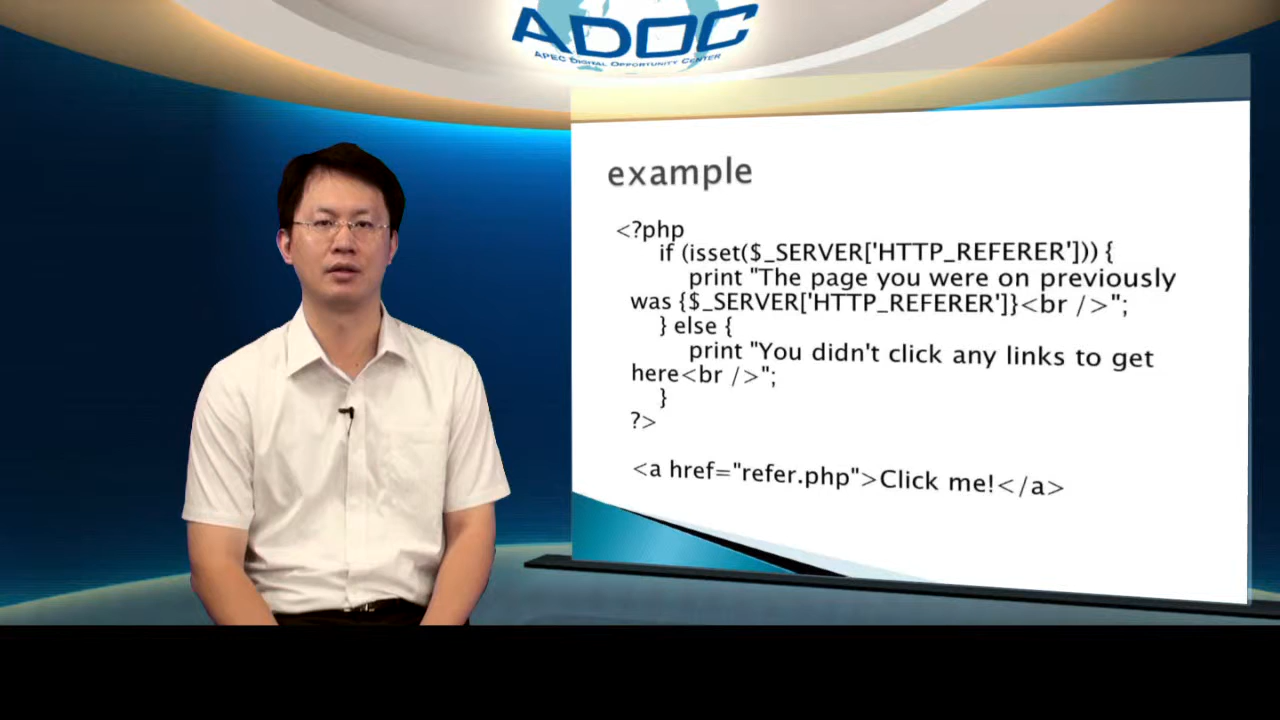 ADOC
APEC DIGITAL OPPORTUNITY CENTER
example
<?php
if (isset($_SERVER['HTTP_REFERER'])) {
print "The page you were on previously
was {$_SERVER['HTTP_REFERER']}<br />";
} else {
print "You didn't click any links to get
here<br />";
}
?>
<a href="refer.php">Click me!</a>